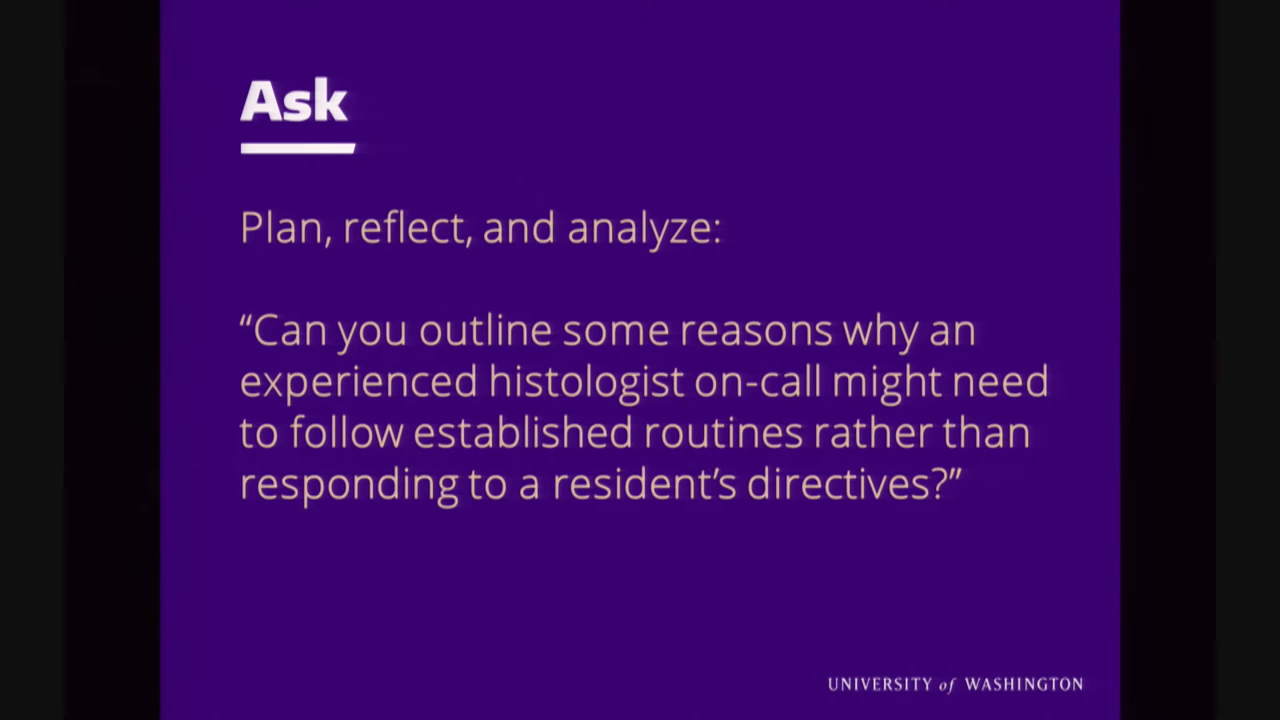 Ask
Plan, reflect, and analyze:
“Can you outline some reasons why an
experienced histologist on-call might need
to follow established routines rather than
responding to a resident’s directives?”
UNIVERSITY of WASHINGTON